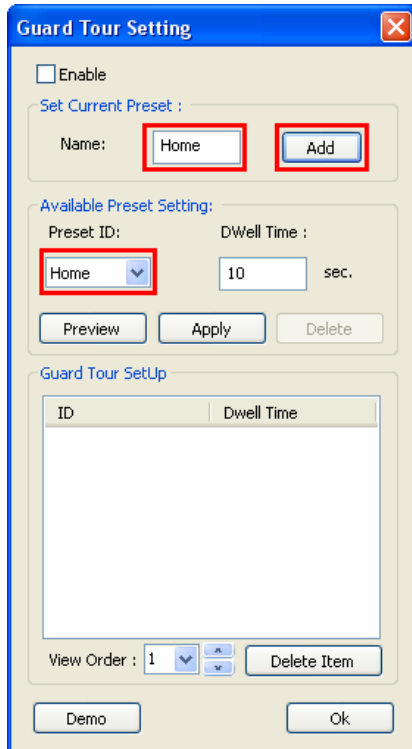 Guard Tour Setting
Enable
Set Current Preset :
Name: Home Add
Available Preset Setting:
Preset ID: DWell Time :
Home 10 sec.
Preview Apply Delete
Guard Tour SetUp
ID Dwell Time
View Order : 1 Delete Item
Demo Ok